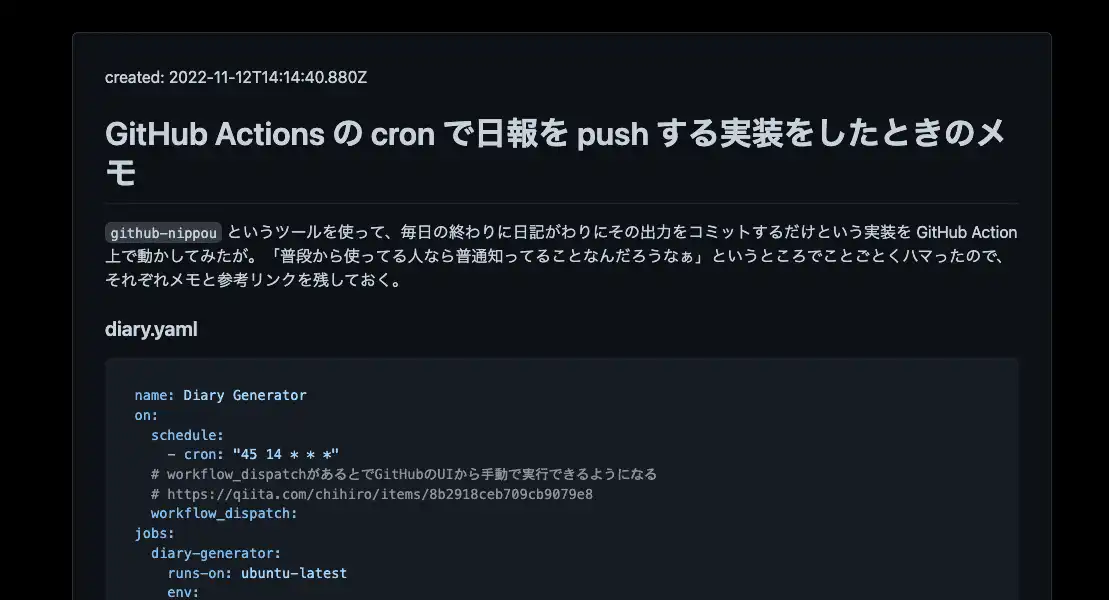 created: 2022-11-12T14:14:40.880Z
GitHub Actions の cron で日報を push する実装をしたときのメ
モ
github-nippou というツールを使って、毎日の終わりに日記がわりにその出力をコミットするだけという実装を GitHub Action
上で動かしてみたが。「普段から使ってる人なら普通知ってることなんだろうなぁ」というところでことごとくハマったので、
それぞれメモと参考リンクを残しておく。
diary.yaml
name: Diary Generator
on:
  schedule:
    - cron: "45 14 * * *"
  # workflow_dispatchがあるとでGitHubのUIから手動で実行できるようになる
  # https://qiita.com/chihiro/items/8b2918ceb709cb9079e8
  workflow_dispatch:
jobs:
  diary-generator:
    runs-on: ubuntu-latest
    env: